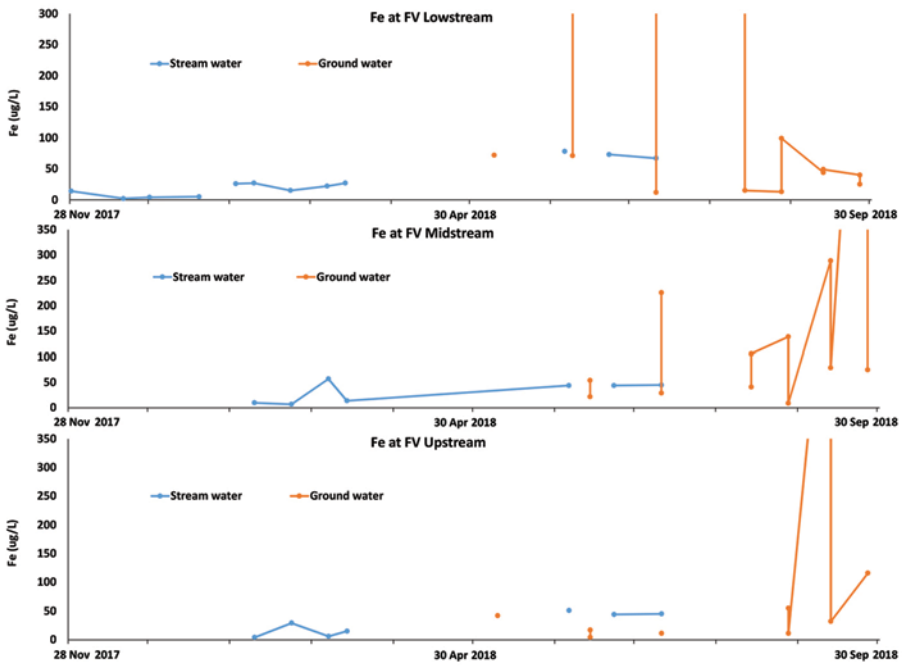 Fe at FV Lowstream
300
250
200
150
100
50
0
Fe (ug/L)
Stream water
Ground water
28 Nov 2017
30 Apr 2018
30 Sep 2018
Fe at FV Midstream
350
300
250
200
150
100
50
0
Fe (ug/L)
Stream water
Ground water
28 Nov 2017
30 Apr 2018
30 Sep 2018
Fe at FV Upstream
350
300
250
200
150
100
50
0
Fe (ug/L)
Stream water
Ground water
28 Nov 2017
30 Apr 2018
30 Sep 2018